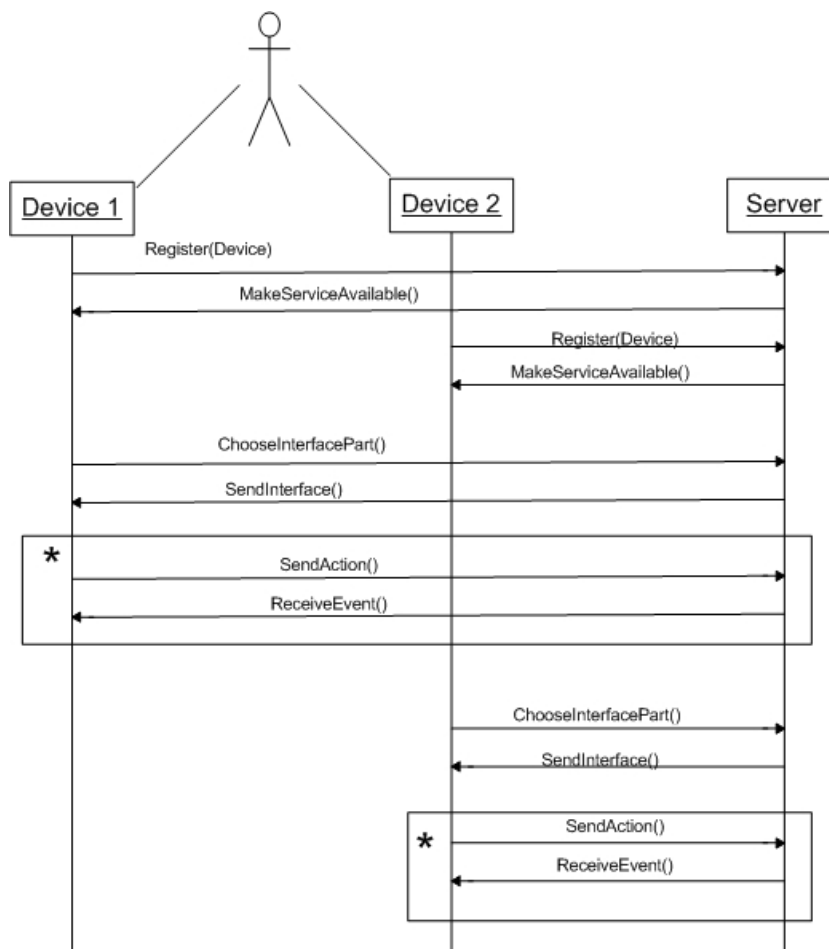 Device 1
Device 2
Server
Register(Device)
MakeServiceAvailable()
Register(Device)
MakeServiceAvailable()
ChooseInterfacePart()
SendInterface()
*
SendAction()
ReceiveEvent()
ChooseInterfacePart()
SendInterface()
*
SendAction()
ReceiveEvent()